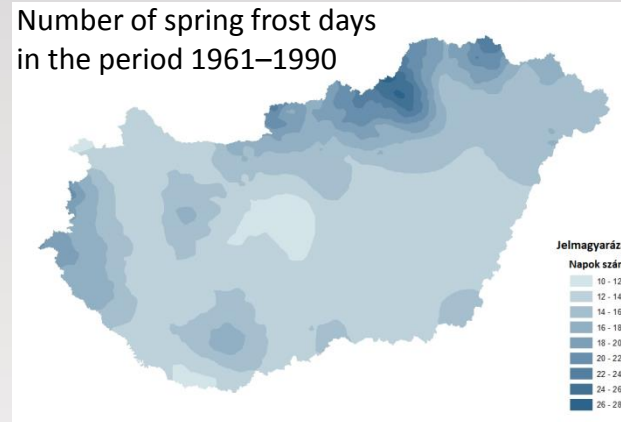 Number of spring frost days
in the period 1961–1990
Jelmagyaráz
Napok szár
10 - 12
12 - 14
14 - 16
16 - 18
18 - 20
20 - 22
22 - 24
24 - 26
26 - 28